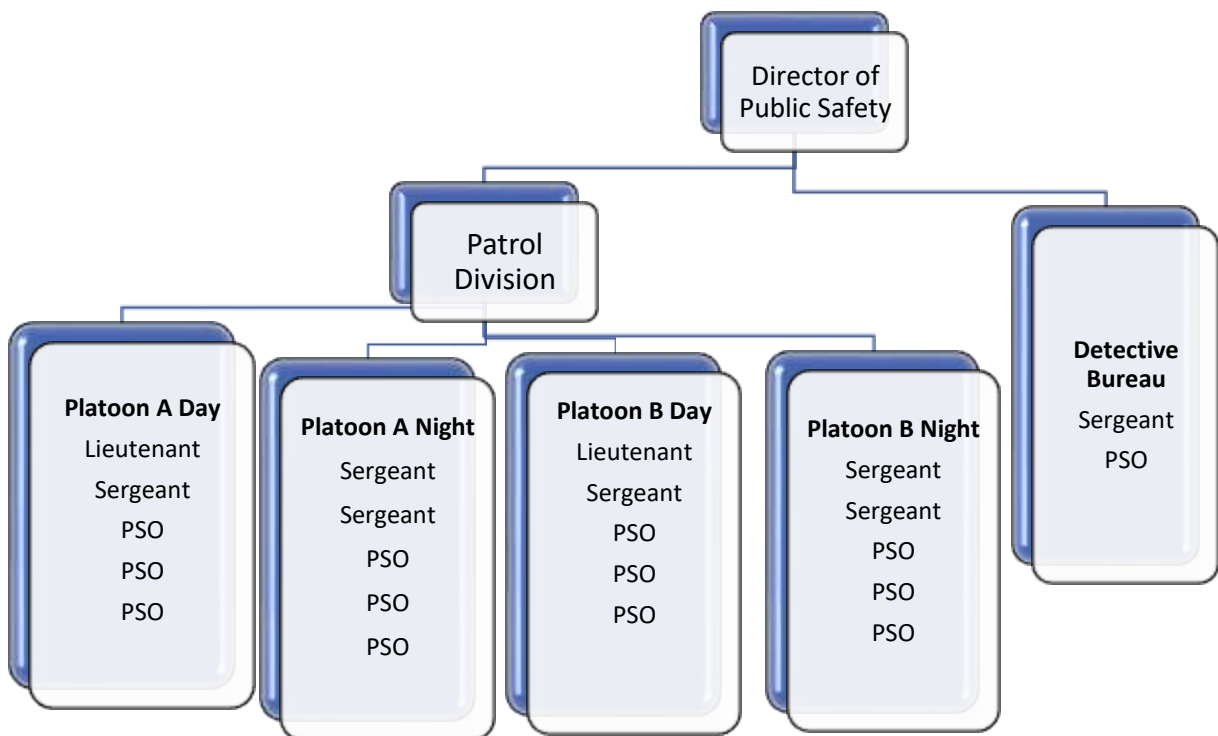 Director of
Public Safety
Patrol
Division
Platoon A Day
Lieutenant
Sergeant
PSO
PSO
PSO
Platoon A Night
Sergeant
Sergeant
PSO
PSO
PSO
Platoon B Day
Lieutenant
Sergeant
PSO
PSO
PSO
Platoon B Night
Sergeant
Sergeant
PSO
PSO
PSO
Detective
Bureau
Sergeant
PSO